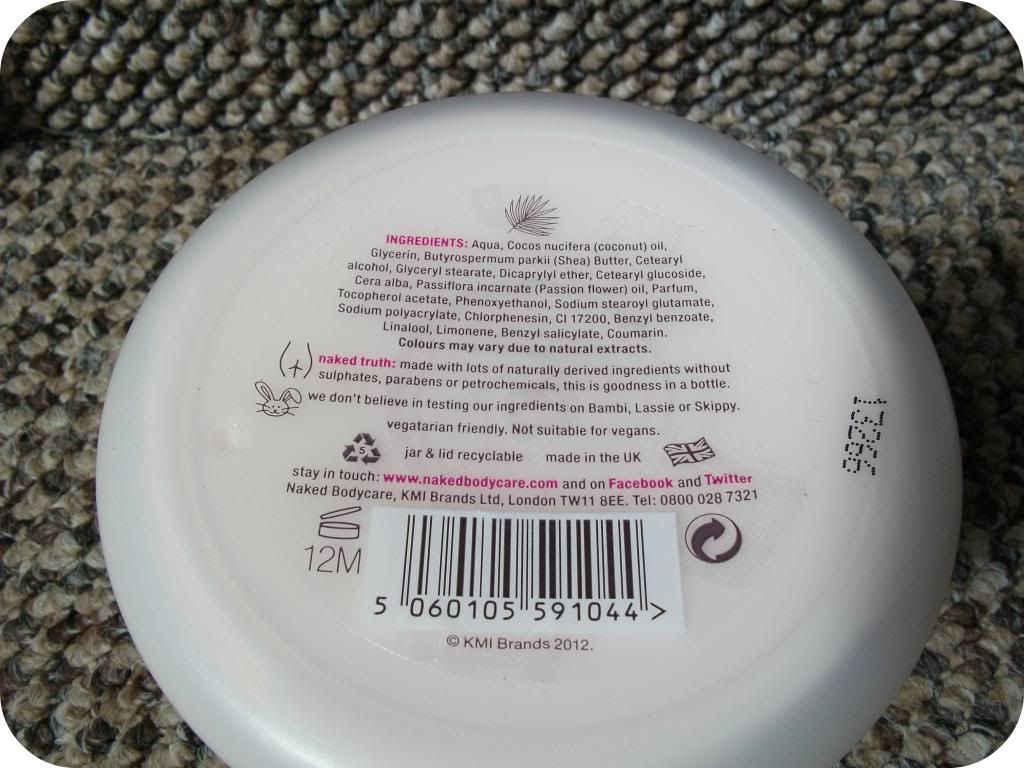 INGREDIENTS: Aqua, Cocos nucifera (coconut) oil,
Glycerin, Butyrospermum parkii (Shea) Butter, Cetearyl
alcohol, Glyceryl stearate, Dicaprylyl ether, Cetearyl glucoside,
Cera alba, Passiflora incarnate (Passion flower) oil, Parfum,
Tocopherol acetate, Phenoxyethanol, Sodium stearoyl glutamate,
Sodium polyacrylate, Chlorphenesin, CI 17200, Benzyl benzoate,
Linalool, Limonene, Benzyl salicylate, Coumarin.
Colours may vary due to natural extracts.
naked truth: made with lots of naturally derived ingredients without
sulphates, parabens or petrochemicals, this is goodness in a bottle.
we don't believe in testing our ingredients on Bambi, Lassie or Skippy.
vegatarian friendly. Not suitable for vegans.
5 jar & lid recyclable made in the UK
stay in touch: www.nakedbodycare.com and on Facebook and Twitter
Naked Bodycare, KMI Brands Ltd, London TW11 8EE. Tel: 0800 028 7321
12M
5 060105 591044 >
© KMI Brands 2012.